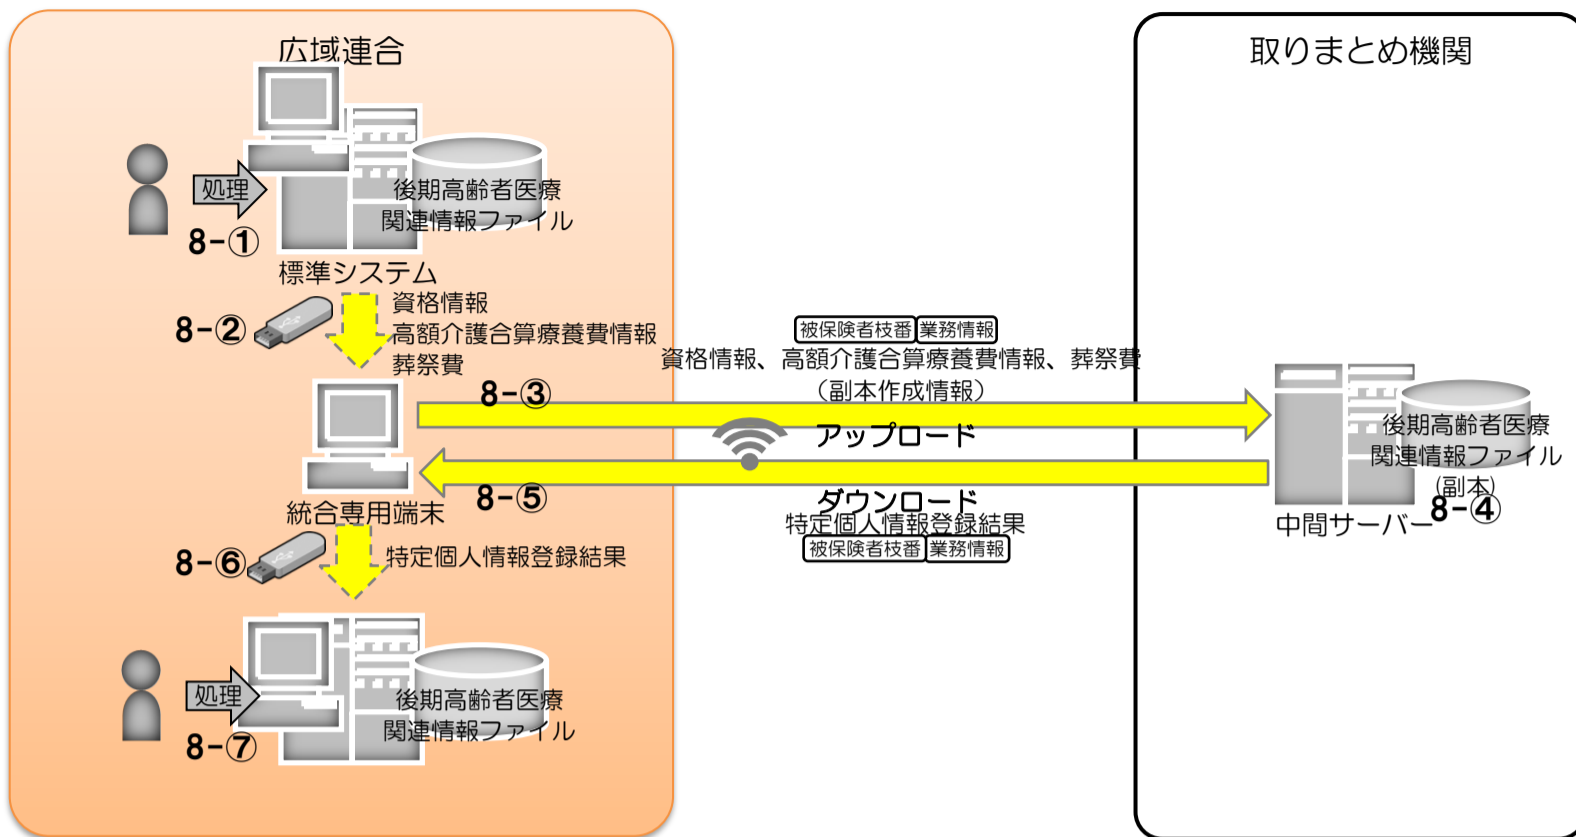 広域連合
処理
8-①
後期高齢者医療
関連情報ファイル
標準システム
8-②
資格情報
高額介護合算療養費情報
葬祭費
被保険者枝番 業務情報
資格情報、高額介護合算療養費情報、葬祭費
（副本作成情報）
8-③
アップロード
統合専用端末
8-⑤
ダウンロード
特定個人情報登録結果
被保険者枝番 業務情報
取りまとめ機関
後期高齢者医療
関連情報ファイル
(副本)
8-④
中間サーバー
8-⑥
特定個人情報登録結果
処理
8-⑦
後期高齢者医療
関連情報ファイル